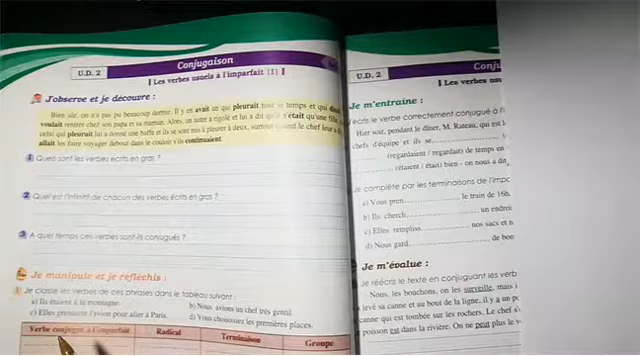 U.D. 2
Conjugaison
Les verbes usuels à l'imparfait (1)
J'observe et je découvre :
Bien sûr, on n'a pas pu beaucoup dormir. Il y en avait un qui pleurait tout le temps et qui
voulait rentrer chez son papa et sa maman. Alors, un autre a rigolé et lui a dit qu'il n'était qu'une fille
celui qui pleurait lui a donné une baffe et ils se sont mis à pleurer à deux, surtout quand le chef leur a
allait les faire voyager debout dans le couloir s'ils continuaient
1 Quels sont les verbes écrits en gras ?
2 Quel est l'infinitif de chacun des verbes écrits en gras ?
3 A quel temps ces verbes sont-ils conjugués ?
Je manipule et je réfléchis :
1 Je classe les verbes de ces phrases dans le tableau suivant :
a) Ils étaient à la montagne.
b) Nous avions un chef très gentil
c) Elles prenaient l'avion pour aller à Paris.
d) Vous choisissiez les premières places.
Verbe conjugué à l'imparfait
Radical
Terminaison
Groupe
U.D. 2
Les verbes
Je m'entraine :
J'écris le verbe correctement conjugué à
Hier soir, pendant le dîner, M. Rateau, qui est
chefs d'équipe et ils se
(regardaient / regardait) de temps en
(étaient / était) bien - on nous a
Je complète par les terminaisons de
a) Vous pren le train de 16h.
b) Ils cherch un endroi
c) Elles rempliss nos sacs et
d) Nous gard de bon
Je m'évalue :
Je réécris le texte en conjuguant les verb
Nous, les bouchons, on les surveille, mais
a levé sa canne et au bout de la ligne, il y a un
canne qui est tombée sur les rochers. Le chef
poisson est dans la rivière. On ne peut plus le